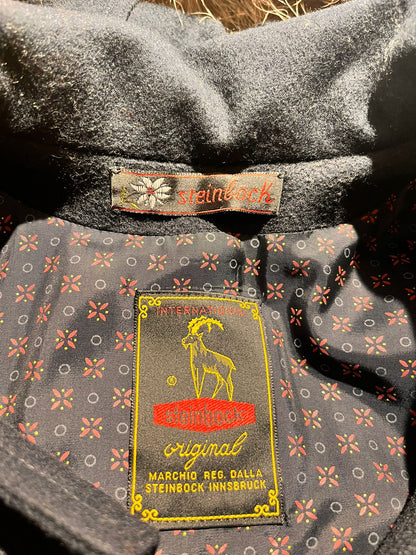 steinbock
INTERNATIONAL
®
steinbock
original
MARCHIO REG. DALLA
STEINBOCK INNSBRUCK